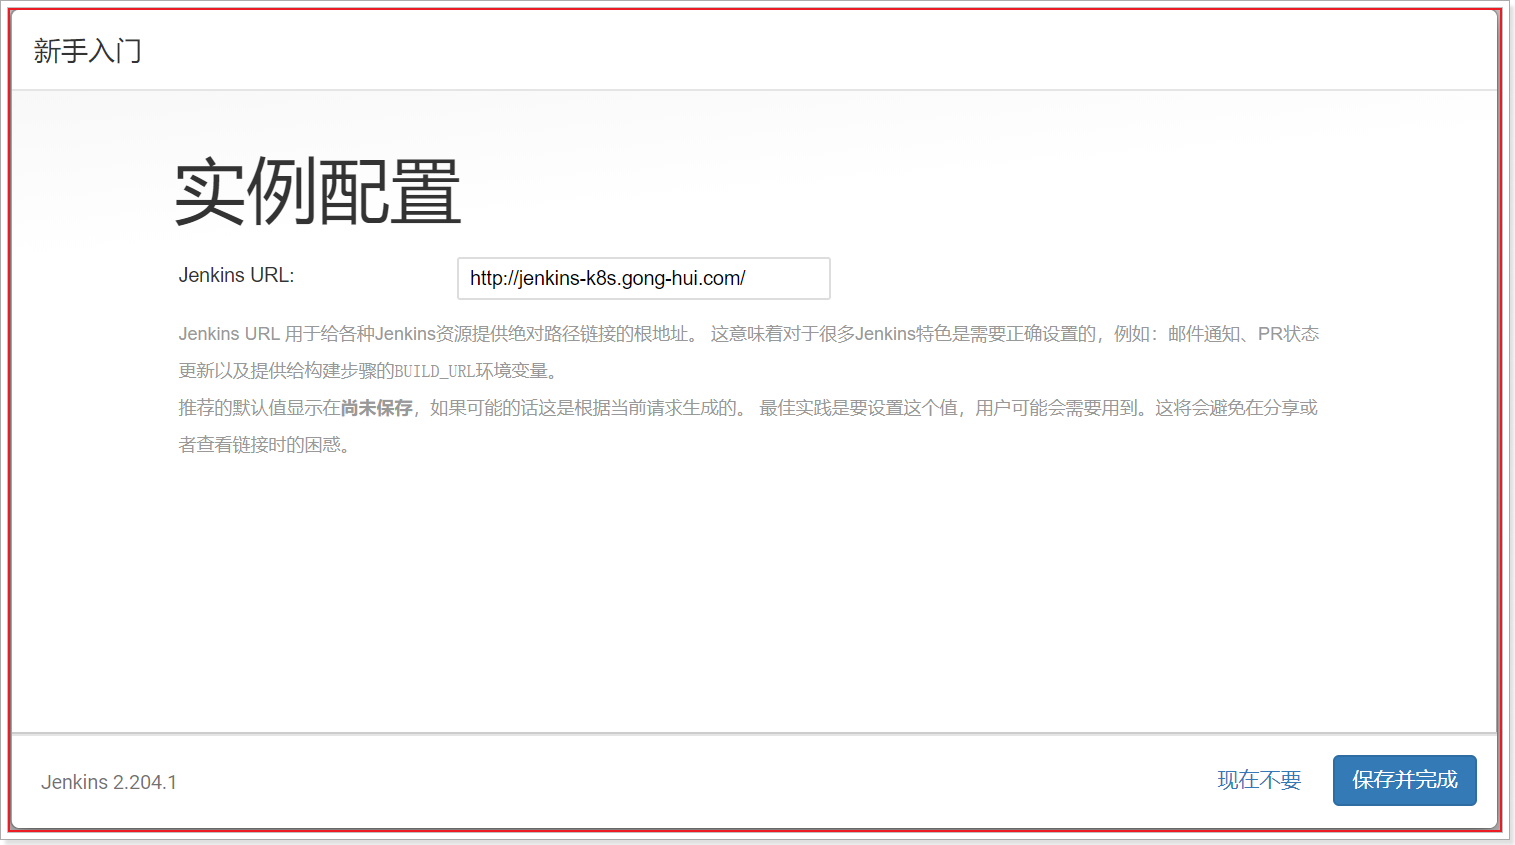 新手入门
实例配置
Jenkins URL:
http://jenkins-k8s.gong-hui.com/
Jenkins URL 用于给各种Jenkins资源提供绝对路径链接的根地址。 这意味着对于很多Jenkins特色是需要正确设置的，例如：邮件通知、PR状态
更新以及提供给构建步骤的BUILD_URL环境变量。
推荐的默认值显示在尚未保存，如果可能的话这是根据当前请求生成的。 最佳实践是要设置这个值，用户可能会需要用到。这将会避免在分享或
者查看链接时的困惑。
Jenkins 2.204.1
现在不要
保存并完成